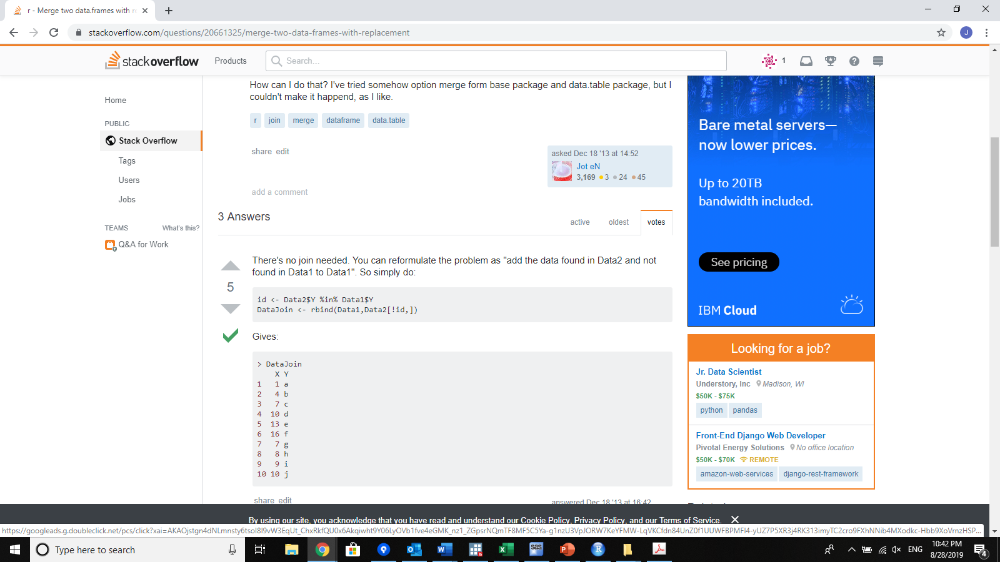 r - Merge two data.frames with re
stackoverflow.com/questions/20661325/merge-two-data-frames-with-replacement
J
stackoverflow
Products
Search...
1
Home
PUBLIC
Stack Overflow
Tags
Users
Jobs
TEAMS
What's this?
Q&A for Work
How can I do that? I've tried somehow option merge form base package and data.table package, but I
couldn't make it happend, as I like.
r join merge dataframe data.table
share edit
asked Dec 18 '13 at 14:52
Jot eN
3,169 3 24 45
add a comment
3 Answers
active oldest votes
There's no join needed. You can reformulate the problem as "add the data found in Data2 and not
found in Data1 to Data1". So simply do:
5
id <- Data2$Y %in% Data1$Y
DataJoin <- rbind(Data1,Data2[!id,])
Gives:
> DataJoin
X Y
1 1 a
2 4 b
3 7 c
4 10 d
5 13 e
6 16 f
7 7 g
8 8 h
9 9 i
10 10 j
share edit
answered Dec 18 '13 at 16:42
Bare metal servers—
now lower prices.
Up to 20TB
bandwidth included.
See pricing
IBM Cloud
Looking for a job?
Jr. Data Scientist
Understory, Inc Madison, WI
$50K - $75K
python pandas
Front-End Django Web Developer
Pivotal Energy Solutions No office location
$50K - $70K REMOTE
amazon-web-services django-rest-framework
By using our site, you acknowledge that you have read and understand our Cookie Policy, Privacy Policy, and our Terms of Service.
Type here to search
ENG
10:42 PM
8/28/2019
4